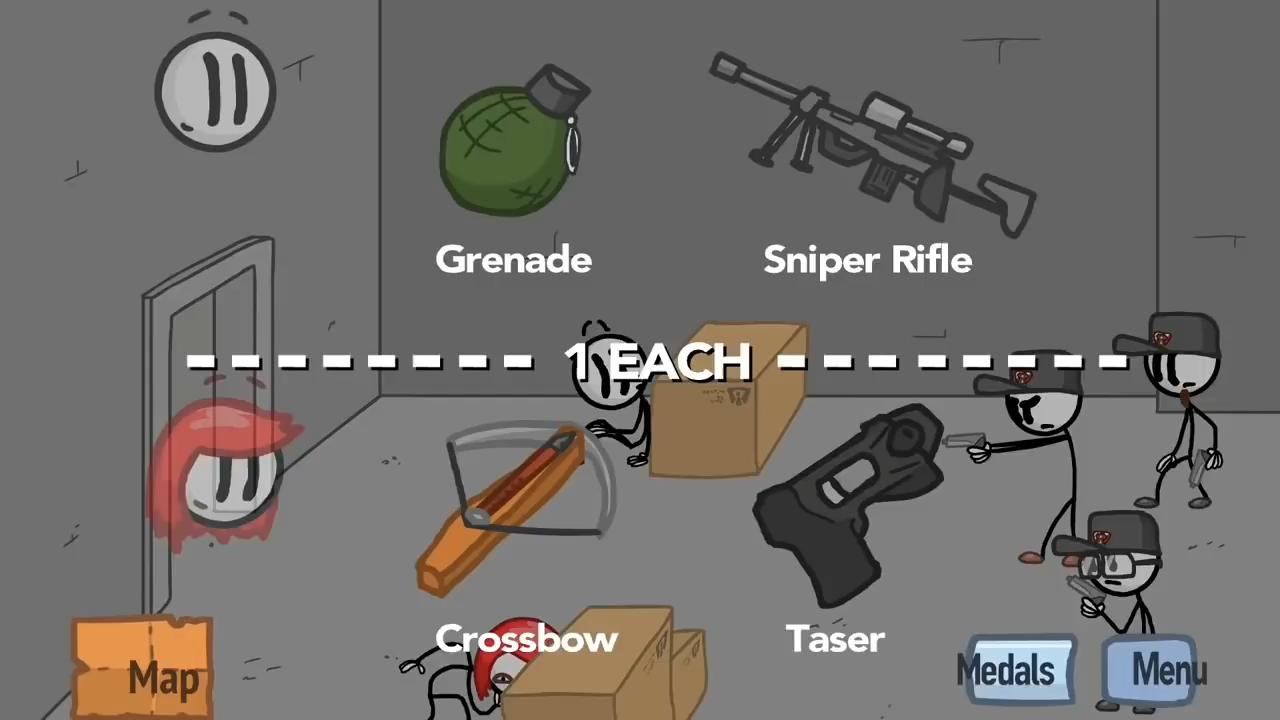 Grenade
Sniper Rifle
1 EACH
Crossbow
Taser
Map
Medals
Menu